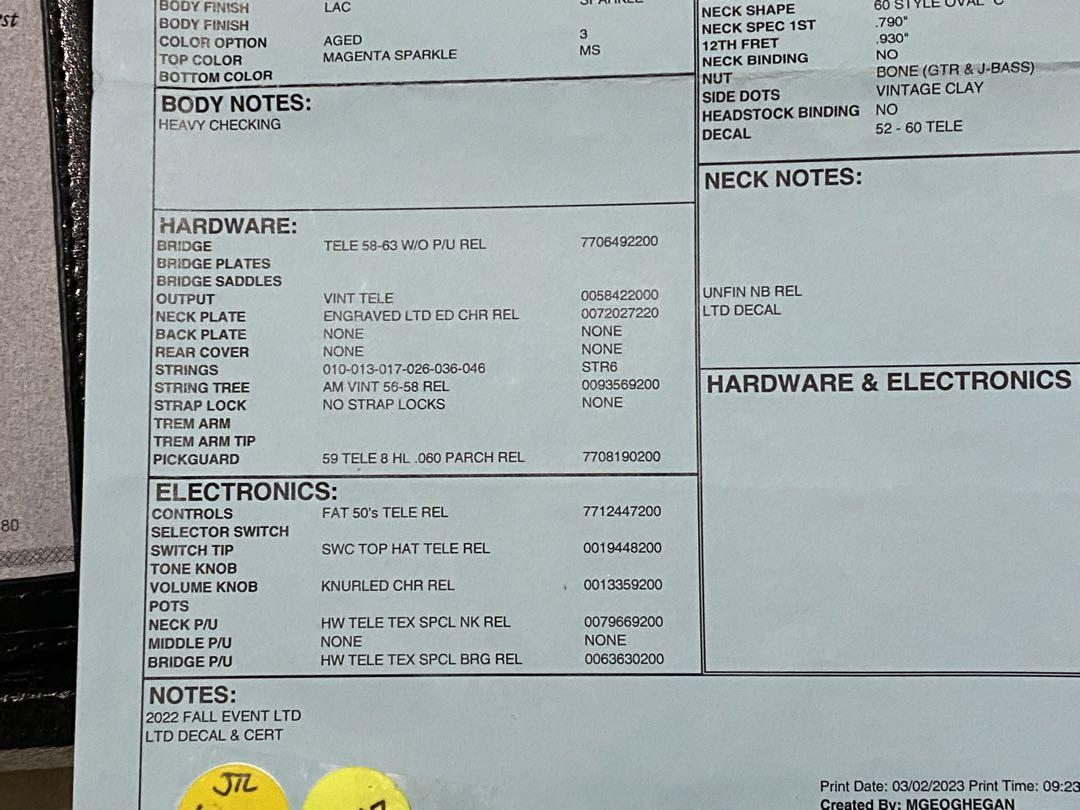 st
BODY FINISH LAC SPARKLE
BODY FINISH
COLOR OPTION AGED 3
TOP COLOR MAGENTA SPARKLE MS
BOTTOM COLOR
BODY NOTES:
HEAVY CHECKING
HARDWARE:
BRIDGE TELE 58-63 W/O P/U REL 7706492200
BRIDGE PLATES
BRIDGE SADDLES
OUTPUT VINT TELE 0058422000
NECK PLATE ENGRAVED LTD ED CHR REL 0072027220
BACK PLATE NONE NONE
REAR COVER NONE NONE
STRINGS 010-013-017-026-036-046 STR6
STRING TREE AM VINT 56-58 REL 0093569200
STRAP LOCK NO STRAP LOCKS NONE
TREM ARM
TREM ARM TIP
PICKGUARD 59 TELE 8 HL .060 PARCH REL 7708190200
ELECTRONICS:
CONTROLS FAT 50's TELE REL 7712447200
SELECTOR SWITCH
SWITCH TIP SWC TOP HAT TELE REL 0019448200
TONE KNOB
VOLUME KNOB KNURLED CHR REL 0013359200
POTS
NECK P/U HW TELE TEX SPCL NK REL 0079669200
MIDDLE P/U NONE NONE
BRIDGE P/U HW TELE TEX SPCL BRG REL 0063630200
NOTES:
2022 FALL EVENT LTD
LTD DECAL & CERT
JTL
NECK SHAPE 60 STYLE OVAL "C"
NECK SPEC 1ST .790"
12TH FRET .930"
NECK BINDING NO
NUT BONE (GTR & J-BASS)
SIDE DOTS VINTAGE CLAY
HEADSTOCK BINDING NO
DECAL 52 - 60 TELE
NECK NOTES:
UNFIN NB REL
LTD DECAL
HARDWARE & ELECTRONICS
Print Date: 03/02/2023 Print Time: 09:23
Created By: MGEOGHEGAN
80